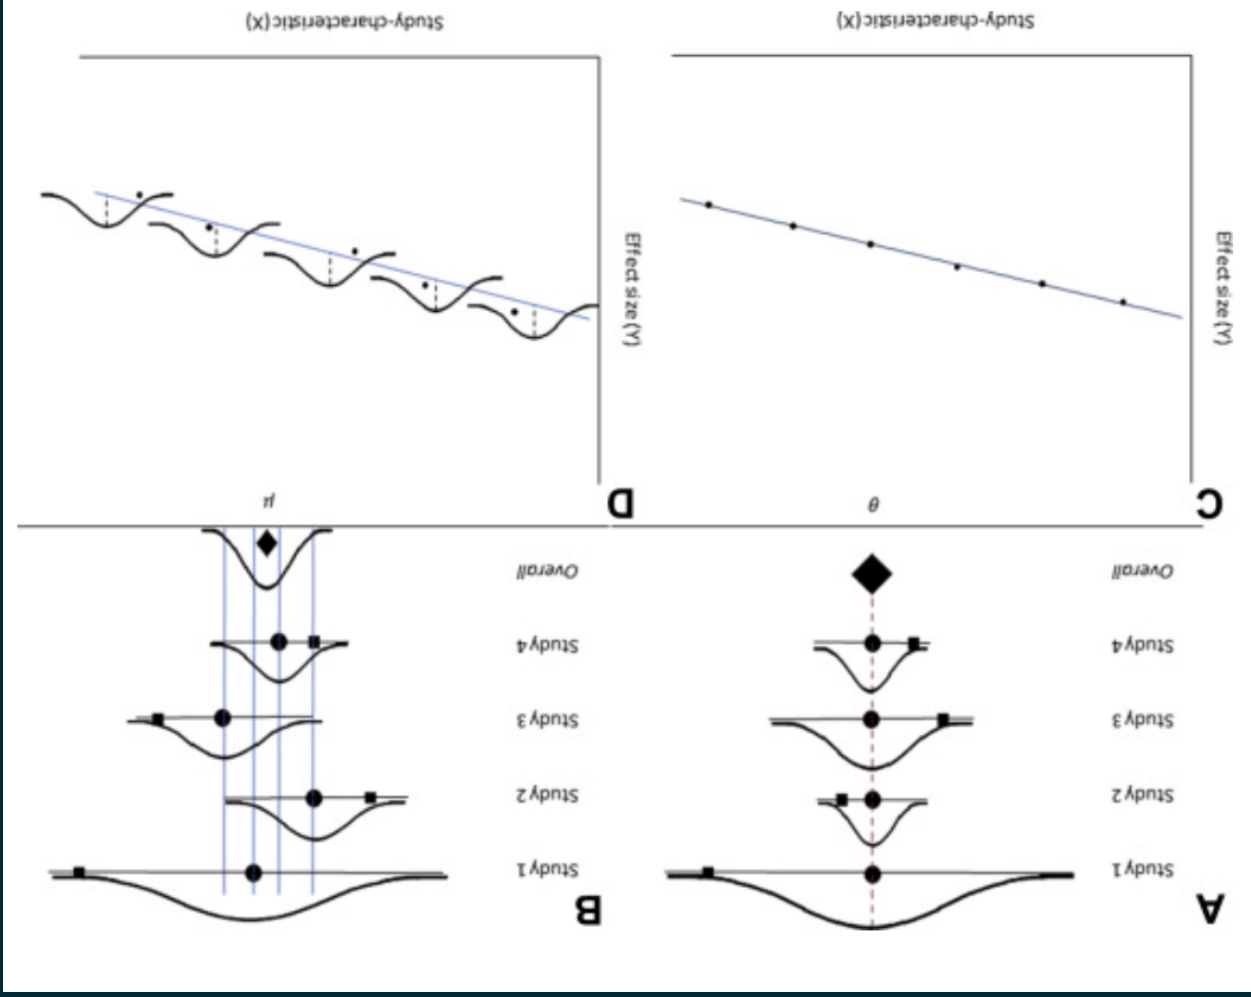 A
Study 1
Study 2
Study 3
Study 4
Overall
θ
B
Study 1
Study 2
Study 3
Study 4
Overall
μ
C
Effect size (Y)
Study-characteristic(X)
D
Effect size (Y)
Study-characteristic(X)